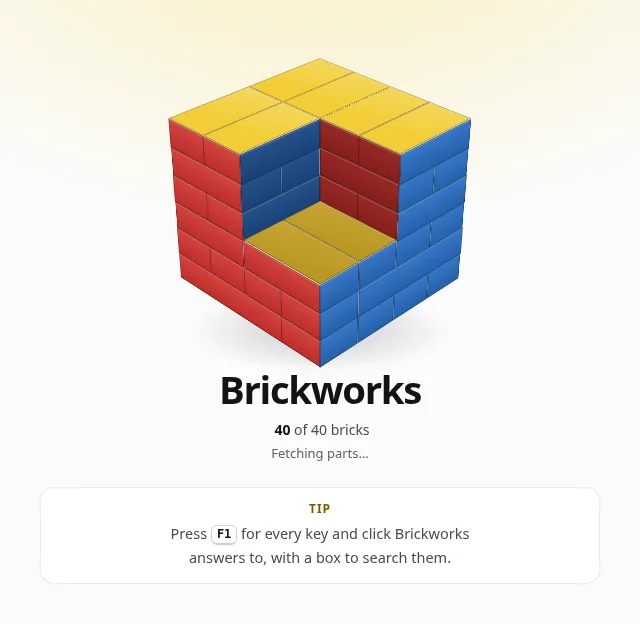 Brickworks
40 of 40 bricks
Fetching parts...
TIP
Press F1 for every key and click Brickworks
answers to, with a box to search them.